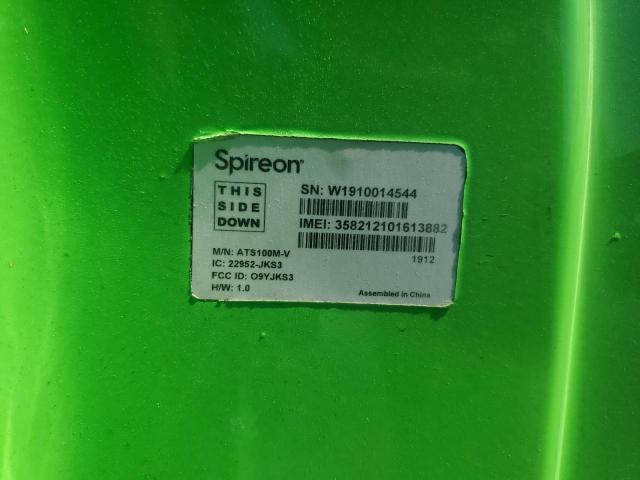 Spireon
THIS
SIDE
DOWN
SN: W1910014544
IMEI: 358212101613882
1912
M/N: ATS100M-V
IC: 22952-JKS3
FCC ID: O9YJKS3
H/W: 1.0
Assembled in China